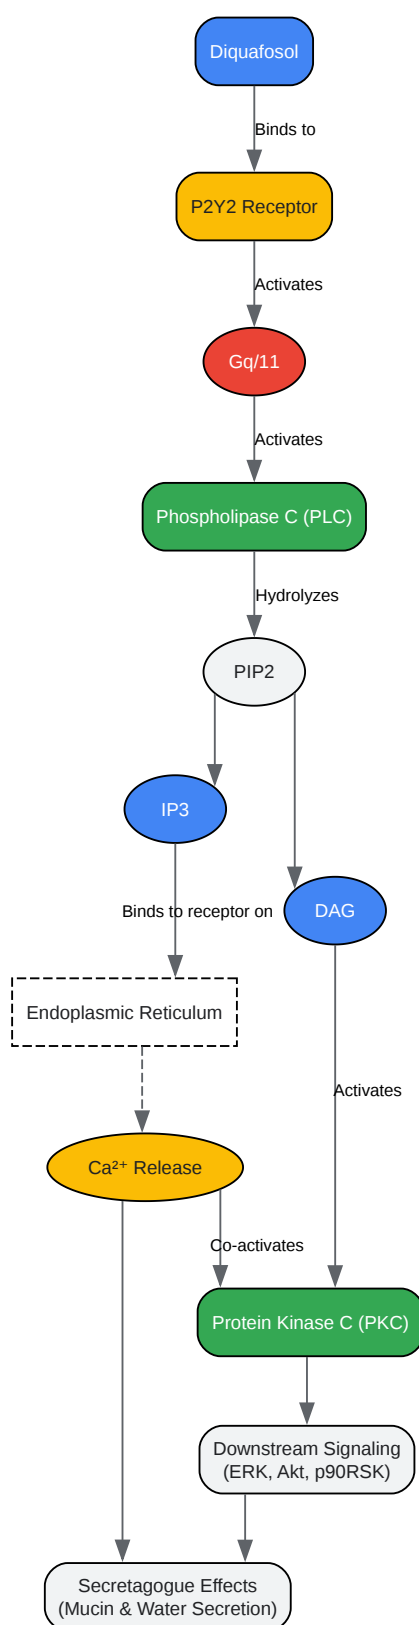 Diquafosol
Binds to
P2Y2 Receptor
Activates
Gq/11
Activates
Phospholipase C (PLC)
Hydrolyzes
PIP2
IP3
Binds to receptor on
DAG
Endoplasmic Reticulum
Activates
Ca²⁺ Release
Co-activates
Protein Kinase C (PKC)
Downstream Signaling
(ERK, Akt, p90RSK)
Secretagogue Effects
(Mucin & Water Secretion)